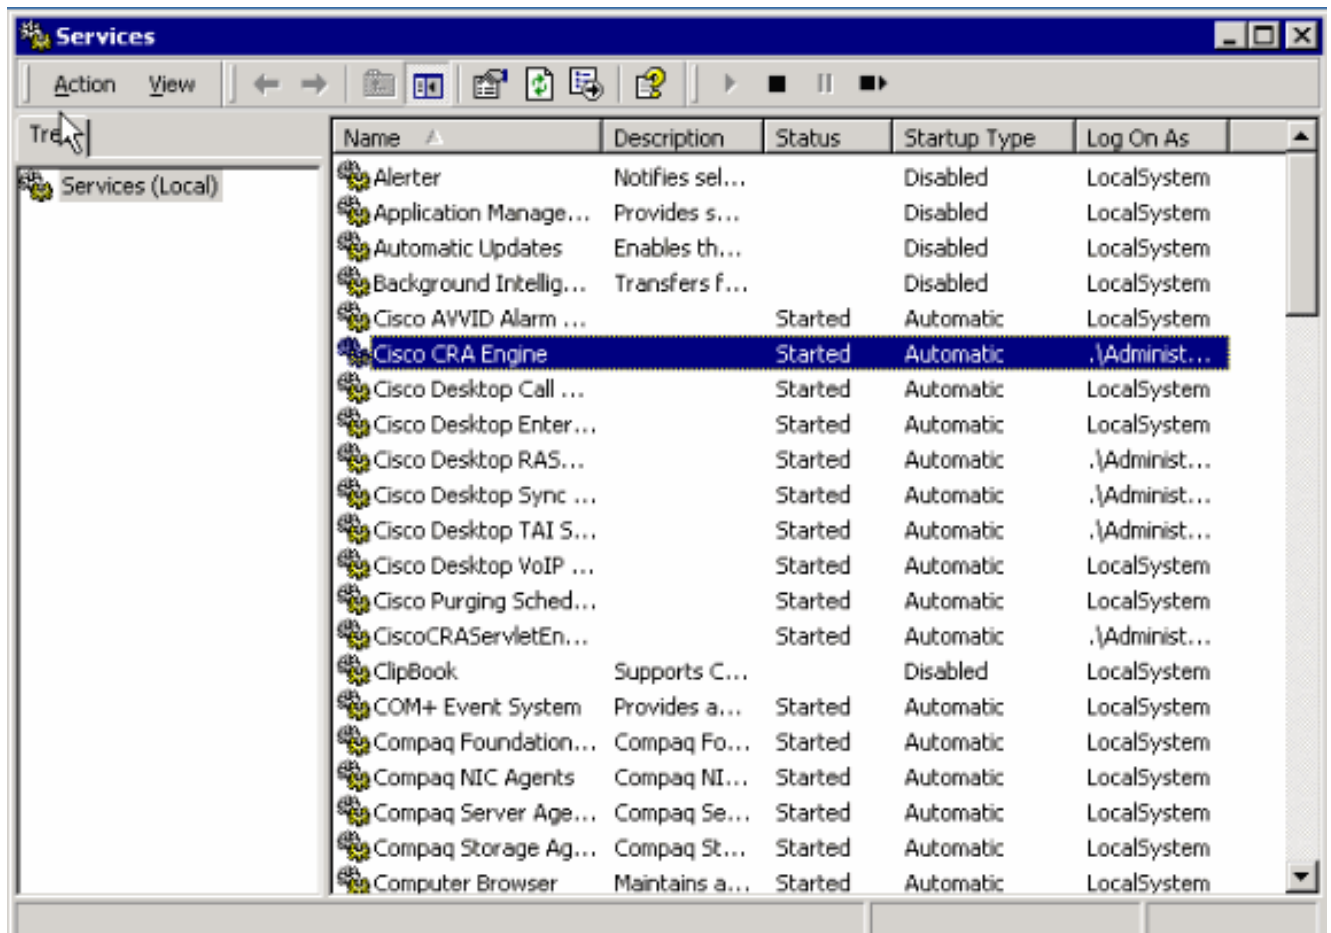 Services
Action View
Tree
Services (Local)
Name Description Status Startup Type Log On As
Alerter Notifies sel... Disabled LocalSystem
Application Manage... Provides s... Disabled LocalSystem
Automatic Updates Enables th... Disabled LocalSystem
Background Intellig... Transfers f... Disabled LocalSystem
Cisco AVVID Alarm ... Started Automatic LocalSystem
Cisco CRA Engine Started Automatic .\Administ...
Cisco Desktop Call ... Started Automatic LocalSystem
Cisco Desktop Enter... Started Automatic LocalSystem
Cisco Desktop RAS... Started Automatic .\Administ...
Cisco Desktop Sync ... Started Automatic .\Administ...
Cisco Desktop TAI S... Started Automatic .\Administ...
Cisco Desktop VoIP ... Started Automatic LocalSystem
Cisco Purging Sched... Started Automatic LocalSystem
CiscoCRAServletEn... Started Automatic .\Administ...
ClipBook Supports C... Disabled LocalSystem
COM+ Event System Provides a... Started Automatic LocalSystem
Compaq Foundation... Compaq Fo... Started Automatic LocalSystem
Compaq NIC Agents Compaq NI... Started Automatic LocalSystem
Compaq Server Age... Compaq Se... Started Automatic LocalSystem
Compaq Storage Ag... Compaq St... Started Automatic LocalSystem
Computer Browser Maintains a... Started Automatic LocalSystem